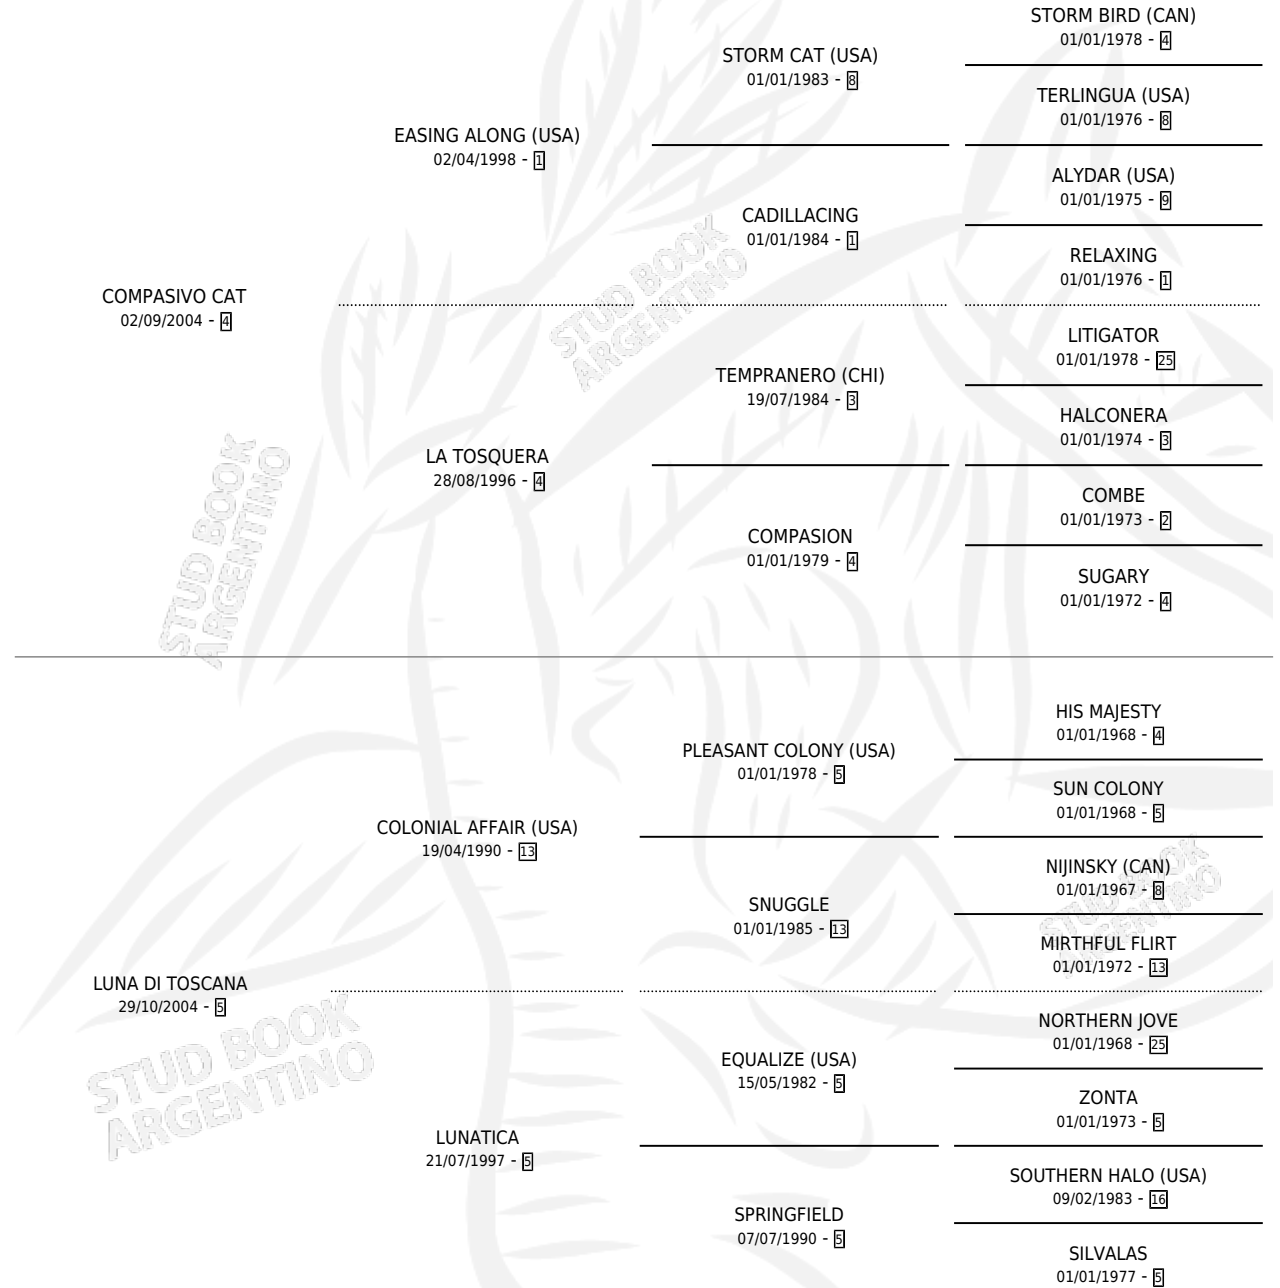 STORM BIRD (CAN)
01/01/1978 - 4
STORM CAT (USA)
01/01/1983 - 8
TERLINGUA (USA)
01/01/1976 - 8
EASING ALONG (USA)
02/04/1998 - 1
ALYDAR (USA)
01/01/1975 - 9
CADILLACING
01/01/1984 - 1
RELAXING
01/01/1976 - 1
COMPASIVO CAT
02/09/2004 - 4
LITIGATOR
01/01/1978 - 25
TEMPRANERO (CHI)
19/07/1984 - 3
HALCONERA
01/01/1974 - 3
LA TOSQUERA
28/08/1996 - 4
COMBE
01/01/1973 - 2
COMPASION
01/01/1979 - 4
SUGARY
01/01/1972 - 4
HIS MAJESTY
01/01/1968 - 4
PLEASANT COLONY (USA)
01/01/1978 - 5
SUN COLONY
01/01/1968 - 5
COLONIAL AFFAIR (USA)
19/04/1990 - 13
NIJINSKY (CAN)
01/01/1967 - 8
SNUGGLE
01/01/1985 - 13
MIRTHFUL FLIRT
01/01/1972 - 13
LUNA DI TOSCANA
29/10/2004 - 5
NORTHERN JOVE
01/01/1968 - 25
EQUALIZE (USA)
15/05/1982 - 5
ZONTA
01/01/1973 - 5
LUNATICA
21/07/1997 - 5
SOUTHERN HALO (USA)
09/02/1983 - 16
SPRINGFIELD
07/07/1990 - 5
SILVALAS
01/01/1977 - 5
STUD BOOK
ARGENTINO
STUD BOOK
ARGENTINO
STUD BOOK
ARGENTINO
STUD BOOK
ARGENTINO